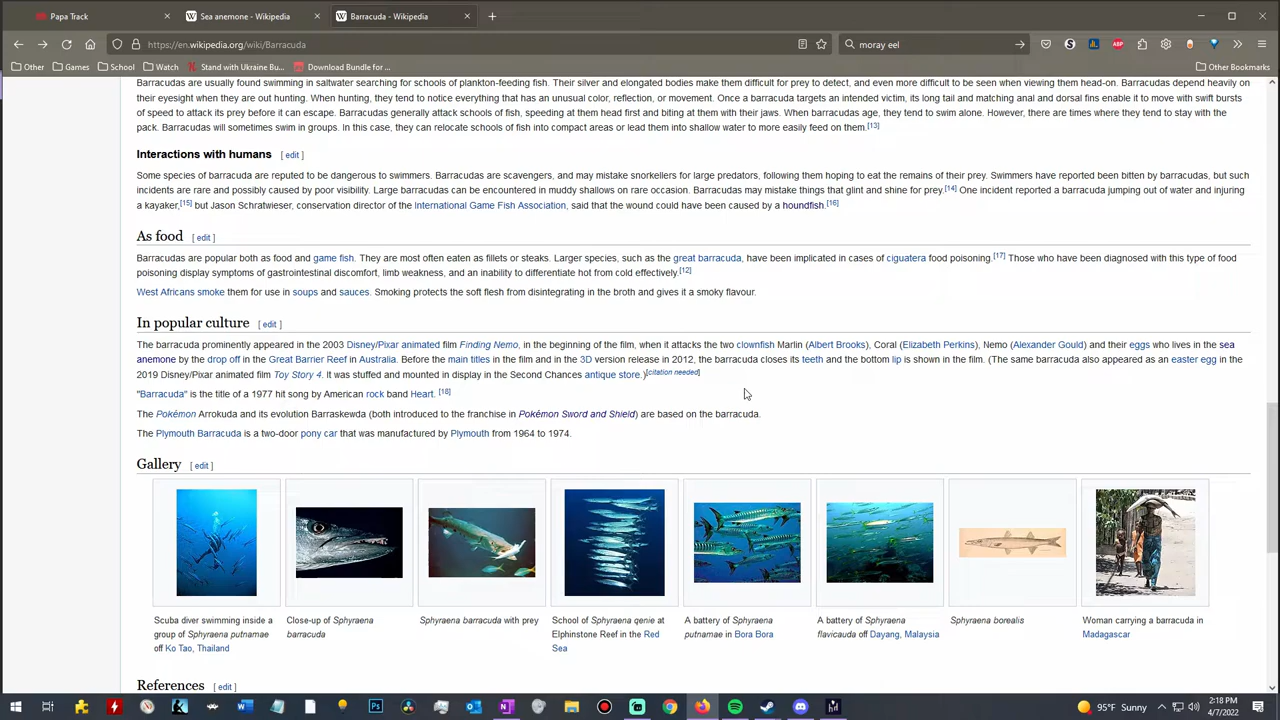 Papa Track
Sea anemone - Wikipedia
Barracuda - Wikipedia
https://en.wikipedia.org/wiki/Barracuda
moray eel
Other
Games
School
Watch
Stand with Ukraine Bu...
Download Bundle for ...
Other Bookmarks
Barracudas are usually found swimming in saltwater searching for schools of plankton-feeding fish. Their silver and elongated bodies make them difficult for prey to detect, and even more difficult to be seen when viewing them head-on. Barracudas depend heavily on
their eyesight when they are out hunting. When hunting, they tend to notice everything that has an unusual color, reflection, or movement. Once a barracuda targets an intended victim, its long tail and matching anal and dorsal fins enable it to move with swift bursts
of speed to attack its prey before it can escape. Barracudas generally attack schools of fish, speeding at them head first and biting at them with their jaws. When barracudas age, they tend to swim alone. However, there are times where they tend to stay with the
pack. Barracudas will sometimes swim in groups. In this case, they can relocate schools of fish into compact areas or lead them into shallow water to more easily feed on them.[13]
Interactions with humans [ edit ]
Some species of barracuda are reputed to be dangerous to swimmers. Barracudas are scavengers, and may mistake snorkellers for large predators, following them hoping to eat the remains of their prey. Swimmers have reported being bitten by barracudas, but such
incidents are rare and possibly caused by poor visibility. Large barracudas can be encountered in muddy shallows on rare occasion. Barracudas may mistake things that glint and shine for prey.[14] One incident reported a barracuda jumping out of water and injuring
a kayaker,[15] but Jason Schratwieser, conservation director of the International Game Fish Association, said that the wound could have been caused by a houndfish.[16]
As food [ edit ]
Barracudas are popular both as food and game fish. They are most often eaten as fillets or steaks. Larger species, such as the great barracuda, have been implicated in cases of ciguatera food poisoning.[17] Those who have been diagnosed with this type of food
poisoning display symptoms of gastrointestinal discomfort, limb weakness, and an inability to differentiate hot from cold effectively.[12]
West Africans smoke them for use in soups and sauces. Smoking protects the soft flesh from disintegrating in the broth and gives it a smoky flavour.
In popular culture [ edit ]
The barracuda prominently appeared in the 2003 Disney/Pixar animated film Finding Nemo, in the beginning of the film, when it attacks the two clownfish Marlin (Albert Brooks), Coral (Elizabeth Perkins), Nemo (Alexander Gould) and their eggs who lives in the sea
anemone by the drop off in the Great Barrier Reef in Australia. Before the main titles in the film and in the 3D version release in 2012, the barracuda closes its teeth and the bottom lip is shown in the film. (The same barracuda also appeared as an easter egg in the
2019 Disney/Pixar animated film Toy Story 4. It was stuffed and mounted in display in the Second Chances antique store.)[citation needed]
"Barracuda" is the title of a 1977 hit song by American rock band Heart. [18]
The Pokémon Arrokuda and its evolution Barraskewda (both introduced to the franchise in Pokémon Sword and Shield) are based on the barracuda.
The Plymouth Barracuda is a two-door pony car that was manufactured by Plymouth from 1964 to 1974.
Gallery [ edit ]
Scuba diver swimming inside a
group of Sphyraena putnamae
off Ko Tao, Thailand
Close-up of Sphyraena
barracuda
Sphyraena barracuda with prey
School of Sphyraena qenie at
Elphinstone Reef in the Red
Sea
A battery of Sphyraena
putnamae in Bora Bora
A battery of Sphyraena
flavicauda off Dayang, Malaysia
Sphyraena borealis
Woman carrying a barracuda in
Madagascar
References [ edit ]
95°F Sunny
2:18 PM
4/7/2022